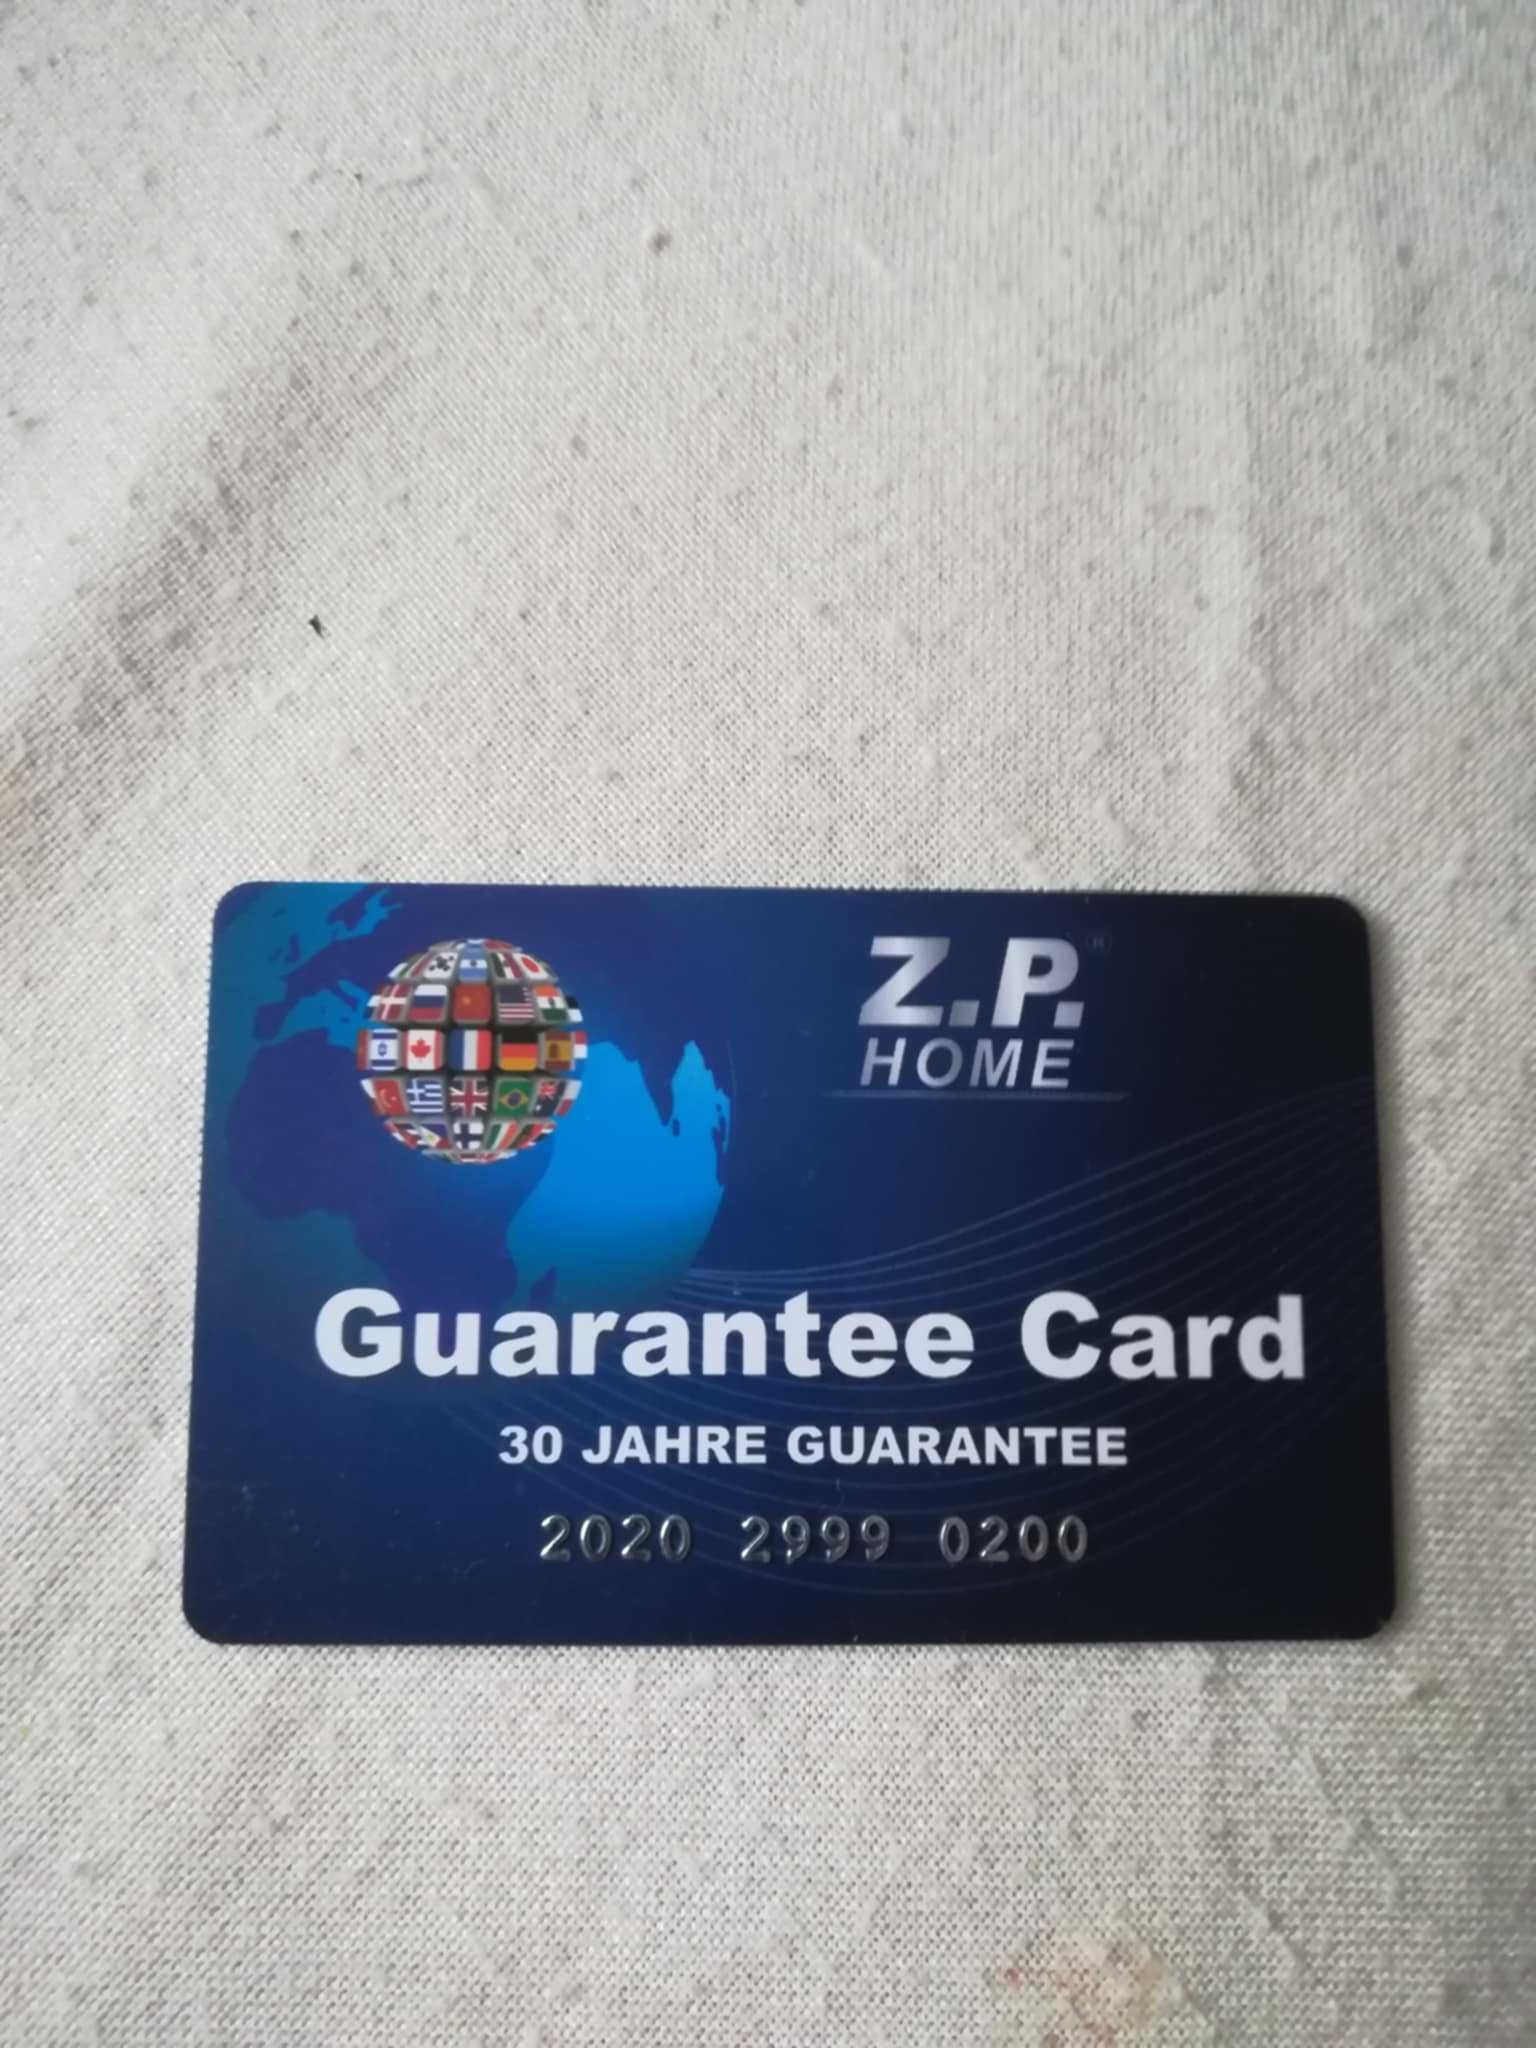 Z.P.®
HOME
Guarantee Card
30 JAHRE GUARANTEE
2020 2999 0200